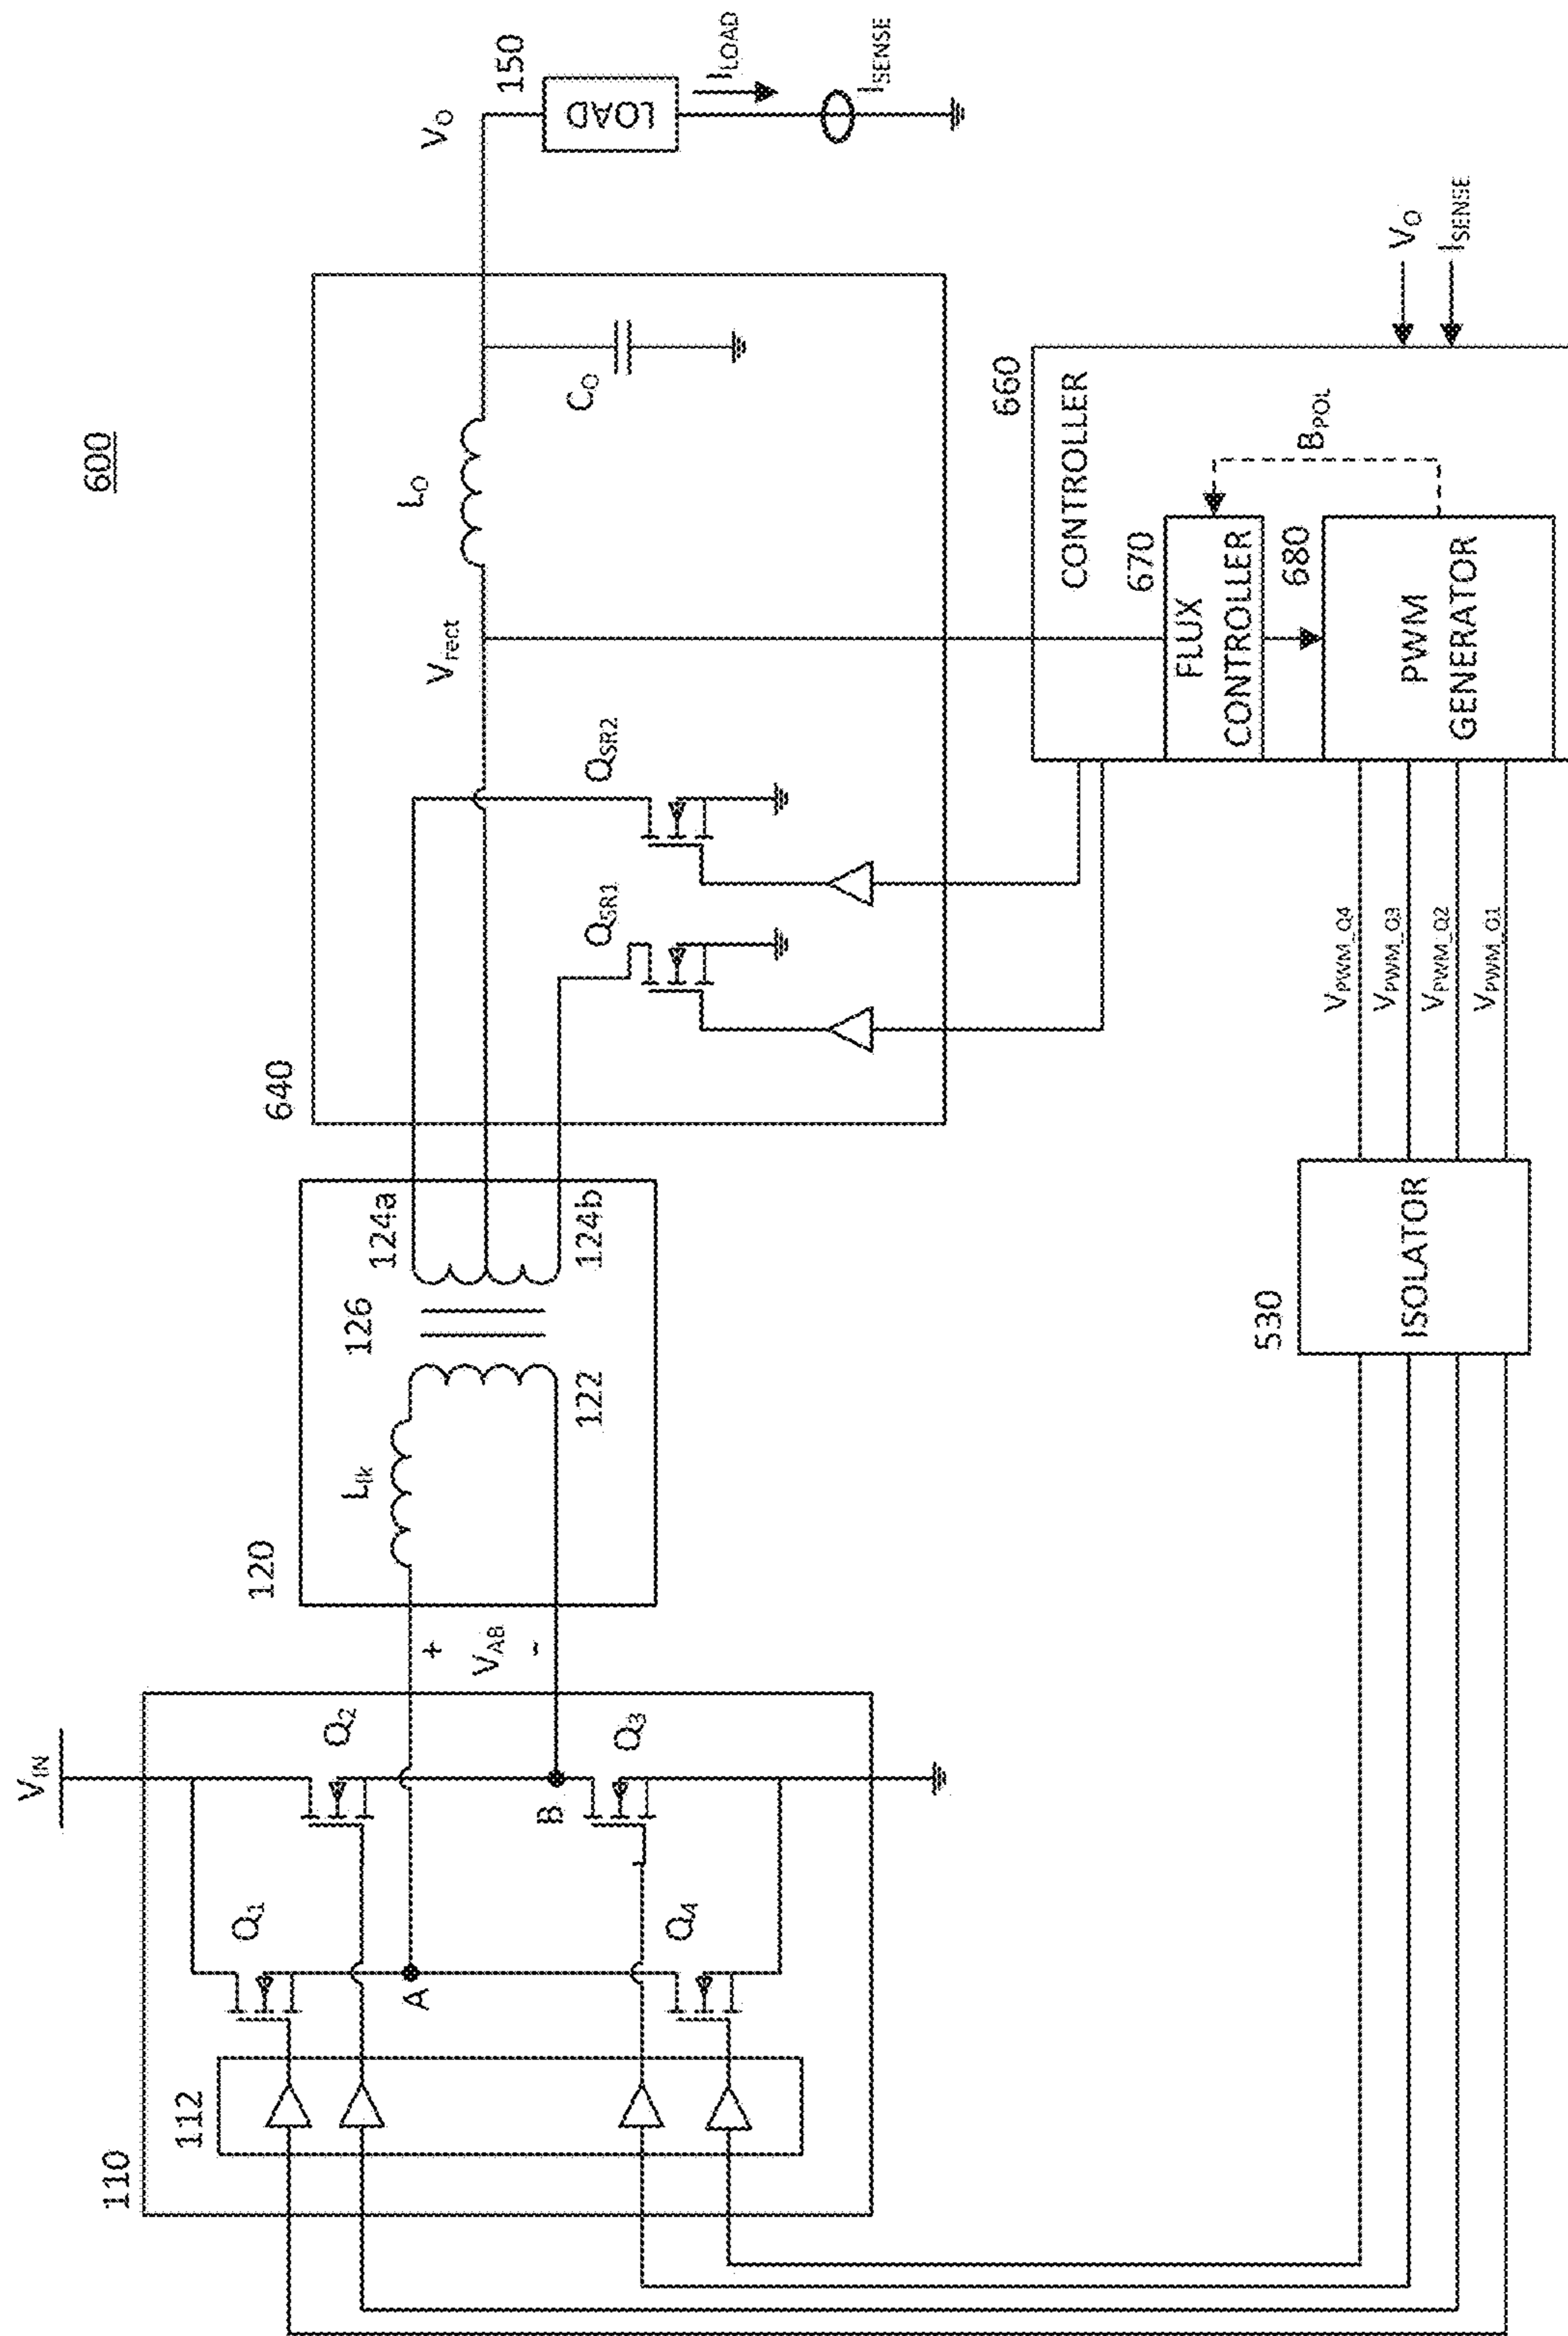 600
V_IN
110
112
Q_1
Q_2
Q_3
Q_4
A
B
+
V_AB
-
120
L_lk
122
126
124a
124b
640
Q_SR1
Q_SR2
V_rect
L_O
C_O
V_O
150
LOAD
I_LOAD
I_SENSE
660
CONTROLLER
670
FLUX
CONTROLLER
B_POL
680
PWM
GENERATOR
V_O
I_SENSE
V_PWM_Q4
V_PWM_Q3
V_PWM_Q2
V_PWM_Q1
530
ISOLATOR